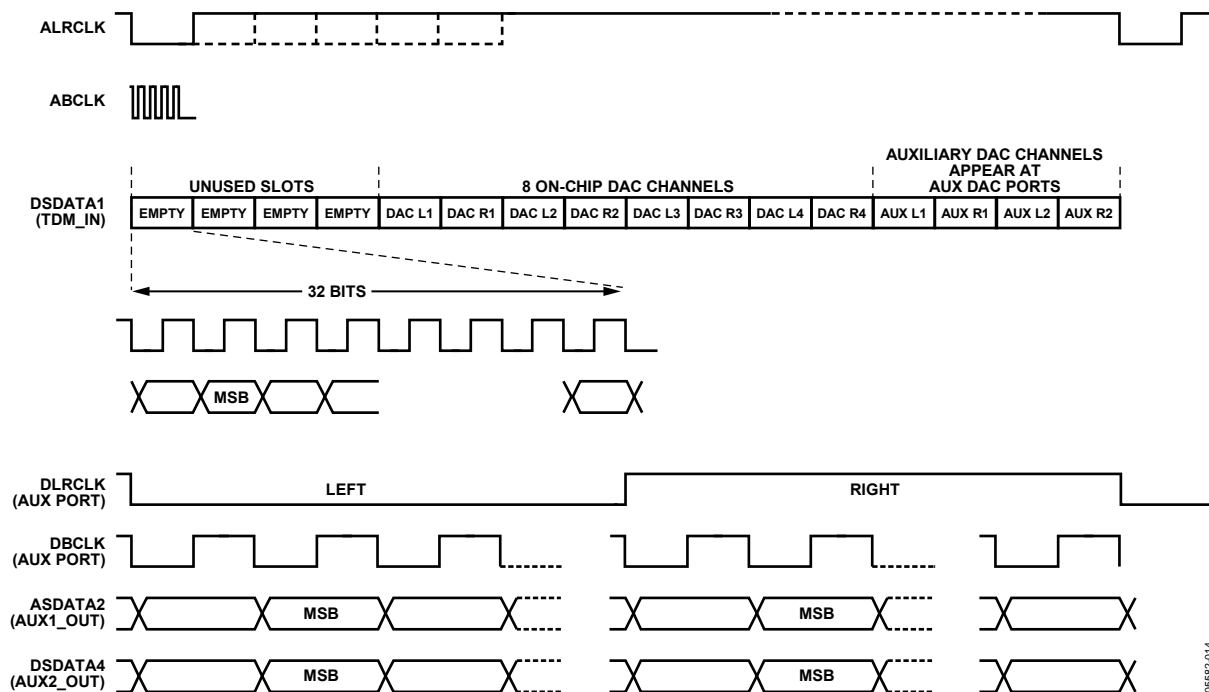 ALRCLK
ABCLK
AUXILIARY DAC CHANNELS
APPEAR AT
AUX DAC PORTS
UNUSED SLOTS
8 ON-CHIP DAC CHANNELS
DSDATA1
(TDM_IN)
EMPTY EMPTY EMPTY EMPTY DAC L1 DAC R1 DAC L2 DAC R2 DAC L3 DAC R3 DAC L4 DAC R4 AUX L1 AUX R1 AUX L2 AUX R2
32 BITS
MSB
DLRCLK
(AUX PORT)
LEFT
RIGHT
DBCLK
(AUX PORT)
ASDATA2
(AUX1_OUT)
MSB
MSB
DSDATA4
(AUX2_OUT)
MSB
MSB
05582-014